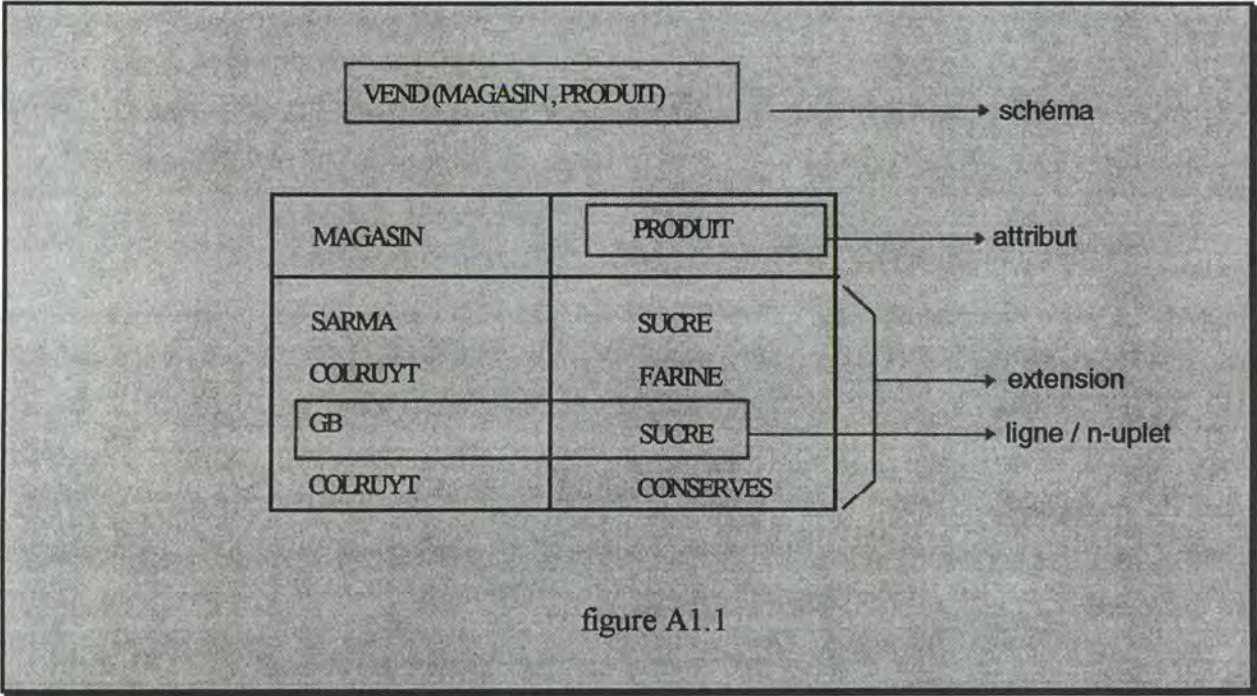 VEND (MAGASIN, PRODUIT)
schéma
MAGASIN PRODUIT
attribut
SARMA SUCRE
COLRUYT FARINE
extension
GB SUCRE
ligne / n-uplet
COLRUYT CONSERVES
figure A1.1